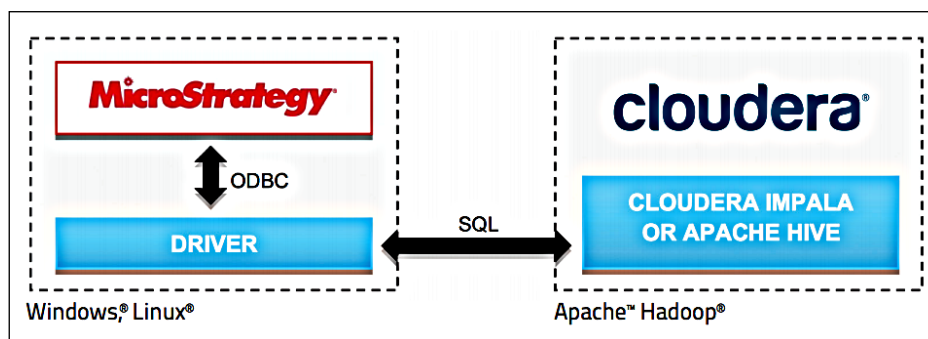 MicroStrategy
ODBC
DRIVER
Windows,® Linux®
SQL
cloudera®
CLOUDERA IMPALA
OR APACHE HIVE
Apache™ Hadoop®